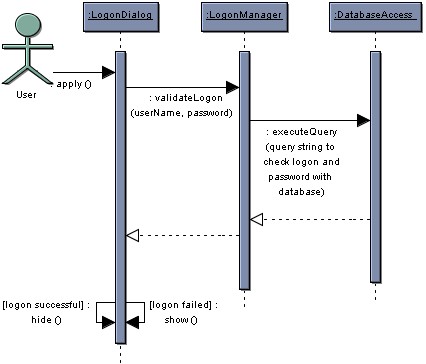 :LogonDialog
:LogonManager
:DatabaseAccess
User
: apply ()
: validateLogon
(userName, password)
: executeQuery
(query string to
check logon and
password with
database)
[logon successful] :
hide ()
[logon failed] :
show ()